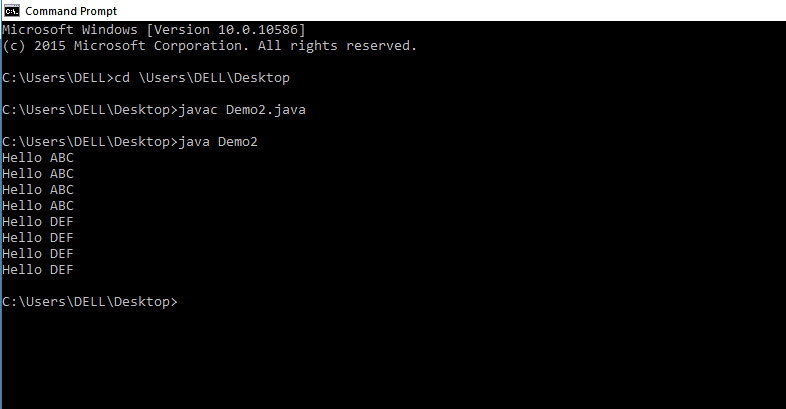 Command Prompt
Microsoft Windows [Version 10.0.10586]
(c) 2015 Microsoft Corporation. All rights reserved.
C:\Users\DELL>cd \Users\DELL\Desktop
C:\Users\DELL\Desktop>javac Demo2.java
C:\Users\DELL\Desktop>java Demo2
Hello ABC
Hello ABC
Hello ABC
Hello ABC
Hello DEF
Hello DEF
Hello DEF
Hello DEF
C:\Users\DELL\Desktop>